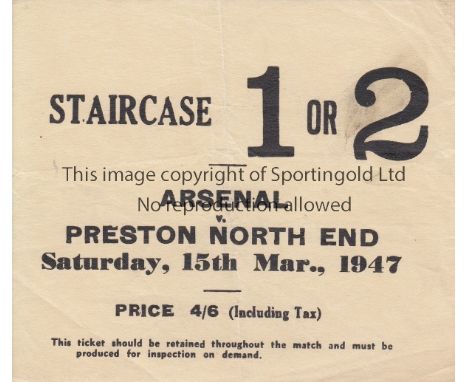 STAIRCASE 1 OR 2
This image copyright of Sportingold Ltd
ARSENAL
No reproduction allowed
v.
PRESTON NORTH END
Saturday, 15th Mar., 1947
PRICE 4/6 (Including Tax)
This ticket should be retained throughout the match and must be
produced for inspection on demand.